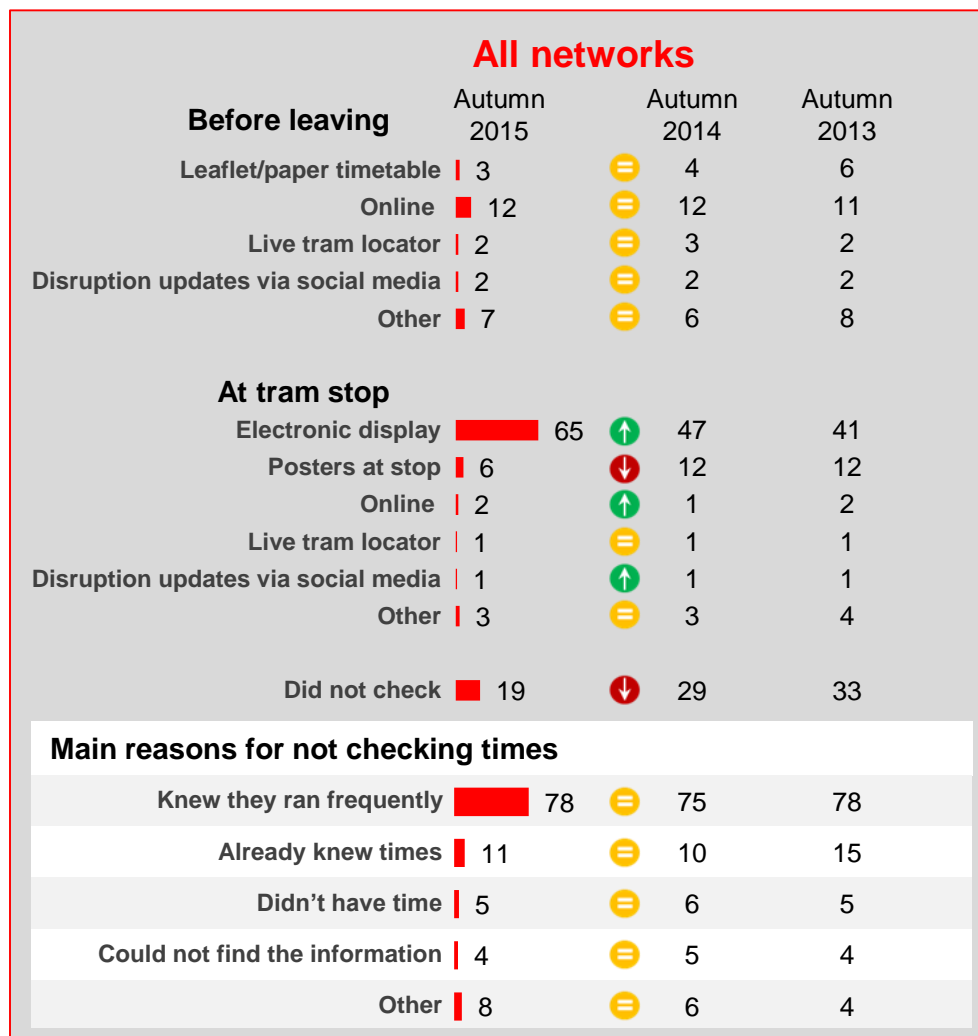 All networks
Before leaving
Autumn 2015
Autumn 2014
Autumn 2013
Leaflet/paper timetable 3 = 4 6
Online 12 = 12 11
Live tram locator 2 = 3 2
Disruption updates via social media 2 = 2 2
Other 7 = 6 8
At tram stop
Electronic display 65 ↑ 47 41
Posters at stop 6 ↓ 12 12
Online 2 ↑ 1 2
Live tram locator 1 = 1 1
Disruption updates via social media 1 ↑ 1 1
Other 3 = 3 4
Did not check 19 ↓ 29 33
Main reasons for not checking times
Knew they ran frequently 78 = 75 78
Already knew times 11 = 10 15
Didn't have time 5 = 6 5
Could not find the information 4 = 5 4
Other 8 = 6 4